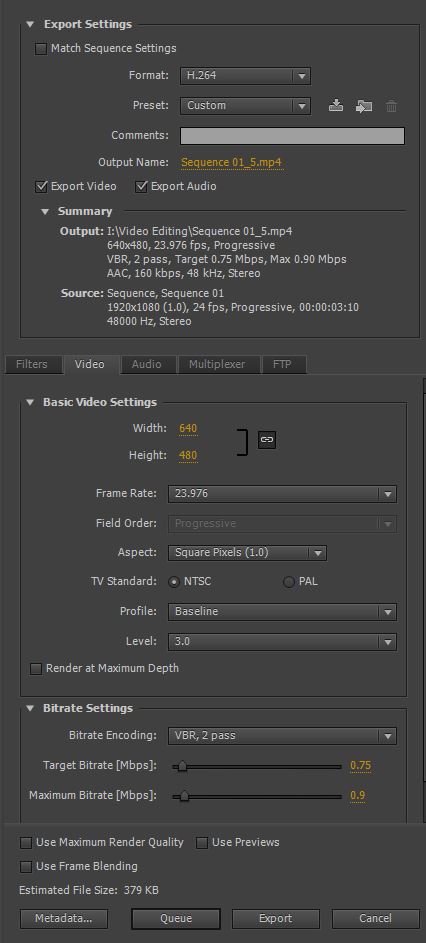 Export Settings
Match Sequence Settings
Format: H.264
Preset: Custom
Comments:
Output Name: Sequence 01_5.mp4
Export Video Export Audio
Summary
Output: I:\Video Editing\Sequence 01_5.mp4
640x480, 23.976 fps, Progressive
VBR, 2 pass, Target 0.75 Mbps, Max 0.90 Mbps
AAC, 160 kbps, 48 kHz, Stereo
Source: Sequence, Sequence 01
1920x1080 (1.0), 24 fps, Progressive, 00:00:03:10
48000 Hz, Stereo
Filters Video Audio Multiplexer FTP
Basic Video Settings
Width: 640
Height: 480
Frame Rate: 23.976
Field Order: Progressive
Aspect: Square Pixels (1.0)
TV Standard: NTSC PAL
Profile: Baseline
Level: 3.0
Render at Maximum Depth
Bitrate Settings
Bitrate Encoding: VBR, 2 pass
Target Bitrate [Mbps]: 0.75
Maximum Bitrate [Mbps]: 0.9
Use Maximum Render Quality Use Previews
Use Frame Blending
Estimated File Size: 379 KB
Metadata... Queue Export Cancel